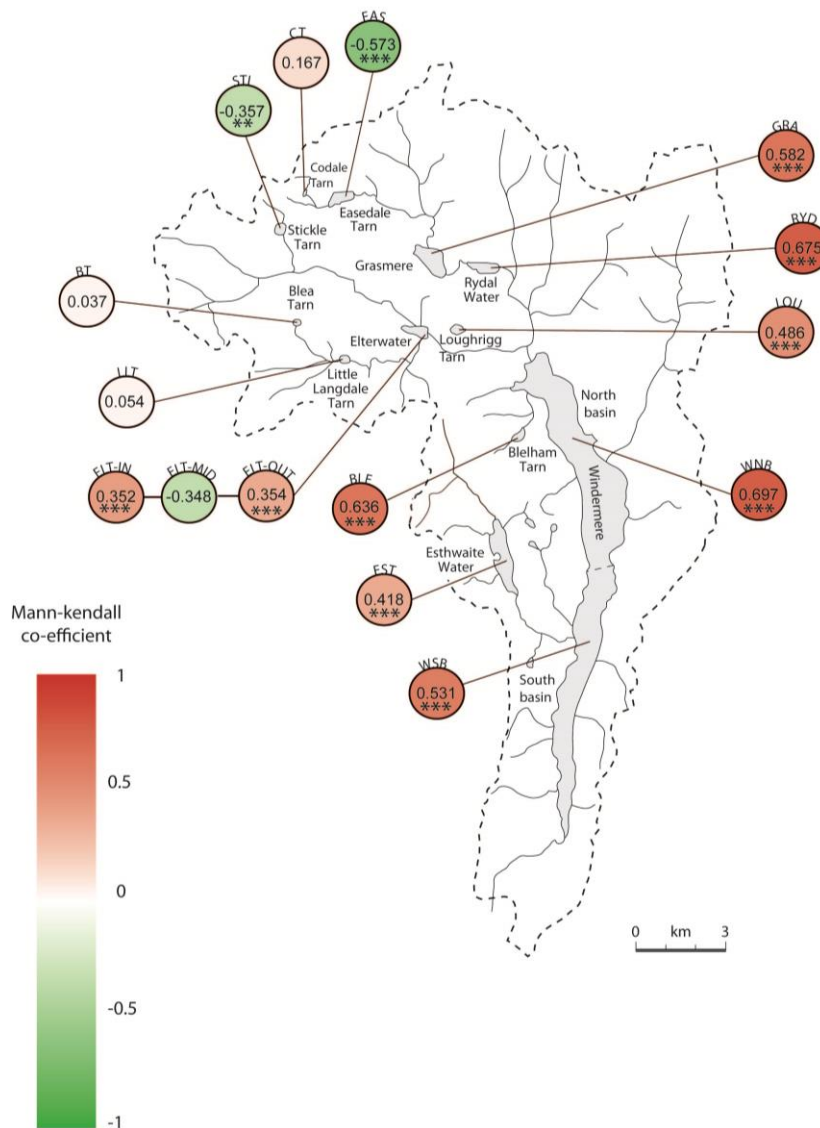 EAS
-0.573
***
CT
0.167
STI
-0.357
**
GRA
0.582
***
RYD
0.675
***
LOU
0.486
***
BT
0.037
LLT
0.054
ELT-IN
0.352
***
ELT-MID
-0.348
ELT-OUT
0.354
***
BLE
0.636
***
WNB
0.697
***
EST
0.418
***
WSB
0.531
***
Codale
Tarn
Easedale
Tarn
Stickle
Tarn
Grasmere
Rydal
Water
Blea
Tarn
Elterwater
Loughrigg
Tarn
Little
Langdale
Tarn
North
basin
Blelham
Tarn
Windermere
Esthwaite
Water
South
basin
Mann-kendall
co-efficient
1
0.5
0
-0.5
-1
0 km 3